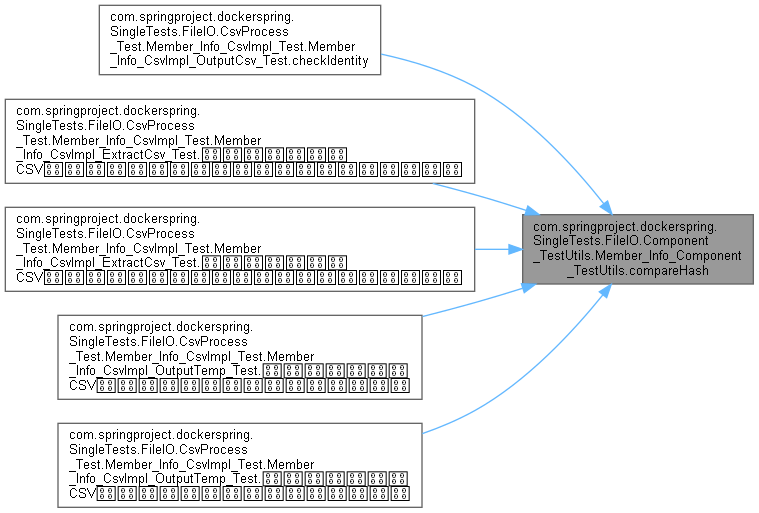 com.springproject.dockerspring.
SingleTests.FileIO.CsvProcess
_Test.Member_Info_CsvImpl_Test.Member
_Info_CsvImpl_OutputCsv_Test.checkIdentity
com.springproject.dockerspring.
SingleTests.FileIO.CsvProcess
_Test.Member_Info_CsvImpl_Test.Member
_Info_CsvImpl_ExtractCsv_Test.
CSV
com.springproject.dockerspring.
SingleTests.FileIO.CsvProcess
_Test.Member_Info_CsvImpl_Test.Member
_Info_CsvImpl_ExtractCsv_Test.
CSV
com.springproject.dockerspring.
SingleTests.FileIO.Component
_TestUtils.Member_Info_Component
_TestUtils.compareHash
com.springproject.dockerspring.
SingleTests.FileIO.CsvProcess
_Test.Member_Info_CsvImpl_Test.Member
_Info_CsvImpl_OutputTemp_Test.
CSV
com.springproject.dockerspring.
SingleTests.FileIO.CsvProcess
_Test.Member_Info_CsvImpl_Test.Member
_Info_CsvImpl_OutputTemp_Test.
CSV